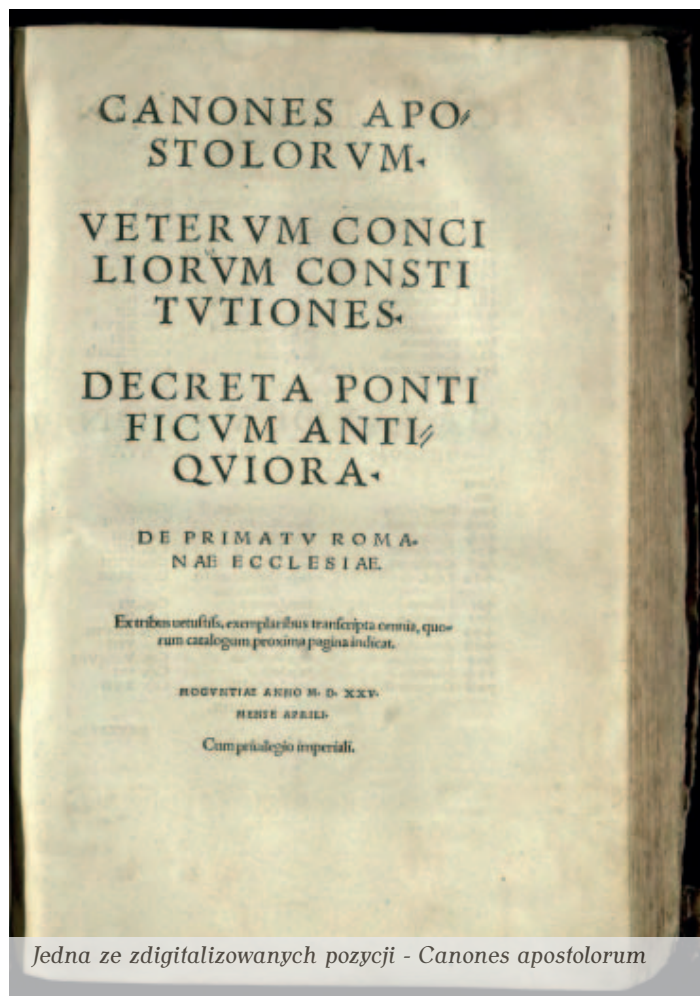 CANONES APO⸗
STOLORVM.
VETERVM CONCI
LIORVM CONSTI
TVTIONES.
DECRETA PONTI
FICVM ANTI⸗
QVIORA.
DE PRIMATV ROMA⸗
NAE ECCLESIAE.
Ex tribus uetuſtiſs. exemplaribus tranſcripta omnia, quo⸗
rum catalogum proxima pagina indicat.
MOGVNTIAE ANNO M. D. XXV.
MENSE APRILI.
Cum priuilegio imperiali.
Jedna ze zdigitalizowanych pozycji - Canones apostolorum